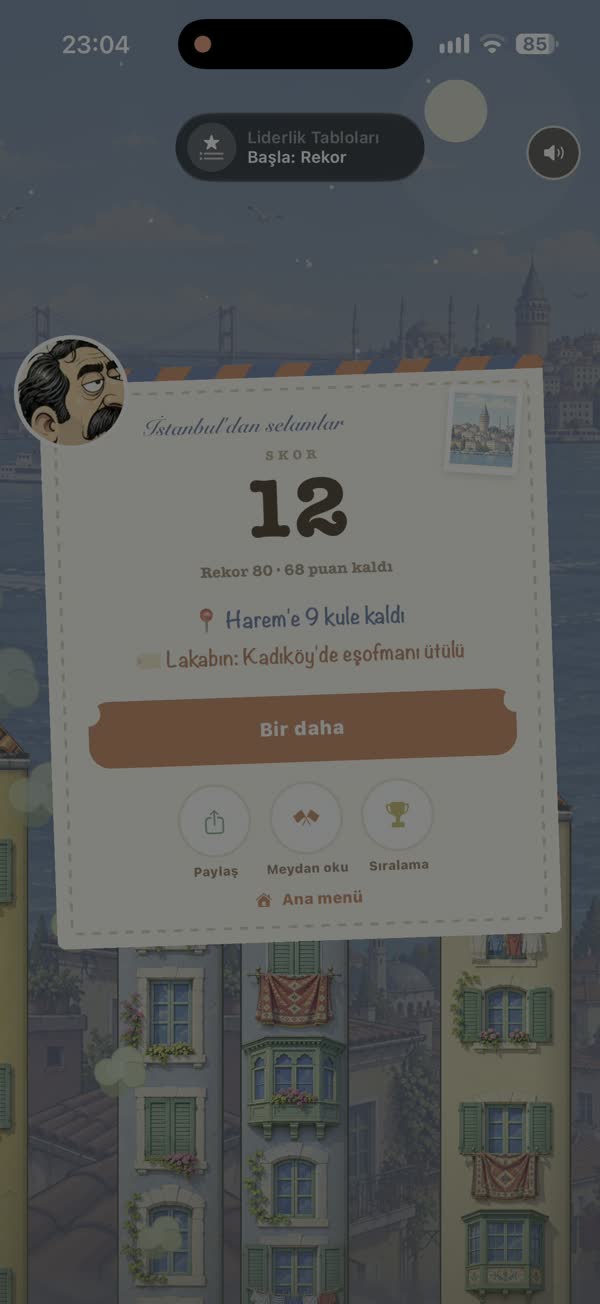 23:04
85
Liderlik Tabloları
Başla: Rekor
İstanbul'dan selamlar
SKOR
12
Rekor 80 · 68 puan kaldı
Harem'e 9 kule kaldı
Lakabın: Kadıköy'de eşofmanı ütülü
Bir daha
Paylaş
Meydan oku
Sıralama
Ana menü